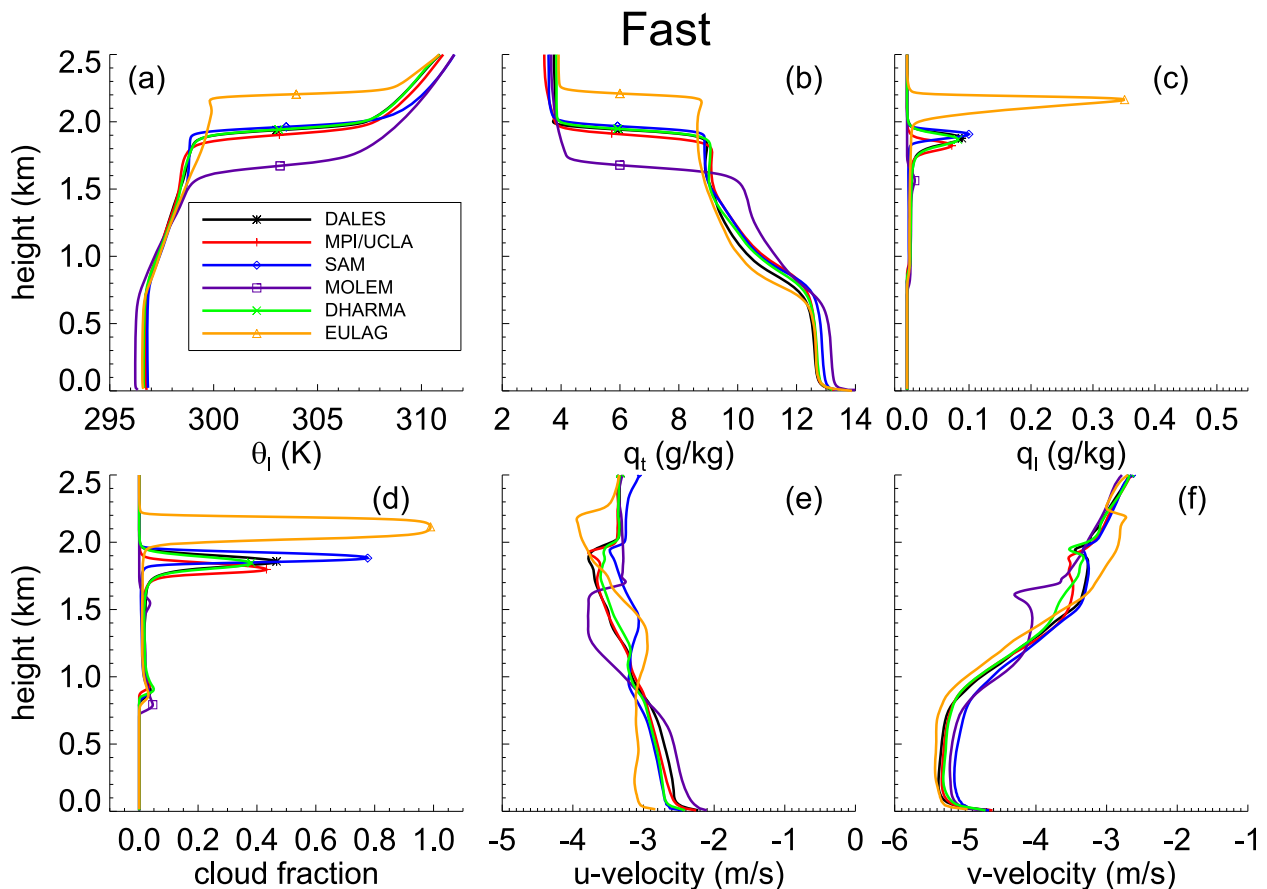 Fast
(a) (b) (c)
2.5
2.0
1.5
1.0
0.5
0.0
height (km)
DALES
MPI/UCLA
SAM
MOLEM
DHARMA
EULAG
295 300 305 310
θl (K)
2 4 6 8 10 12 14
qt (g/kg)
0.0 0.1 0.2 0.3 0.4 0.5
ql (g/kg)
(d) (e) (f)
2.5
2.0
1.5
1.0
0.5
0.0
height (km)
0.0 0.2 0.4 0.6 0.8 1.0
cloud fraction
-5 -4 -3 -2 -1 0
u-velocity (m/s)
-6 -5 -4 -3 -2 -1
v-velocity (m/s)